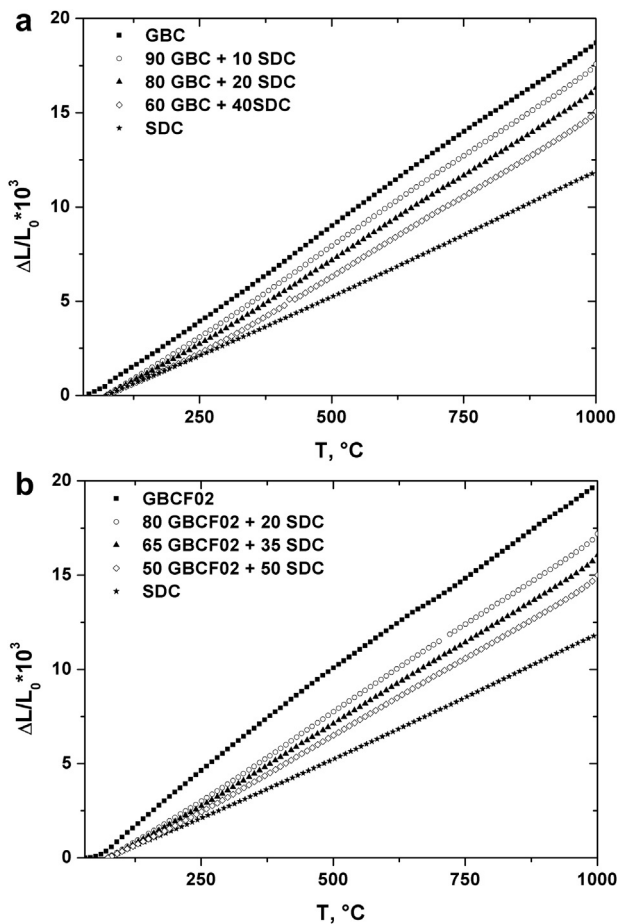 a
20
15
10
5
0
ΔL/L₀*10³
GBC
90 GBC + 10 SDC
80 GBC + 20 SDC
60 GBC + 40SDC
SDC
250
500
750
1000
T, °C
b
20
15
10
5
0
ΔL/L₀*10³
GBCF02
80 GBCF02 + 20 SDC
65 GBCF02 + 35 SDC
50 GBCF02 + 50 SDC
SDC
250
500
750
1000
T, °C